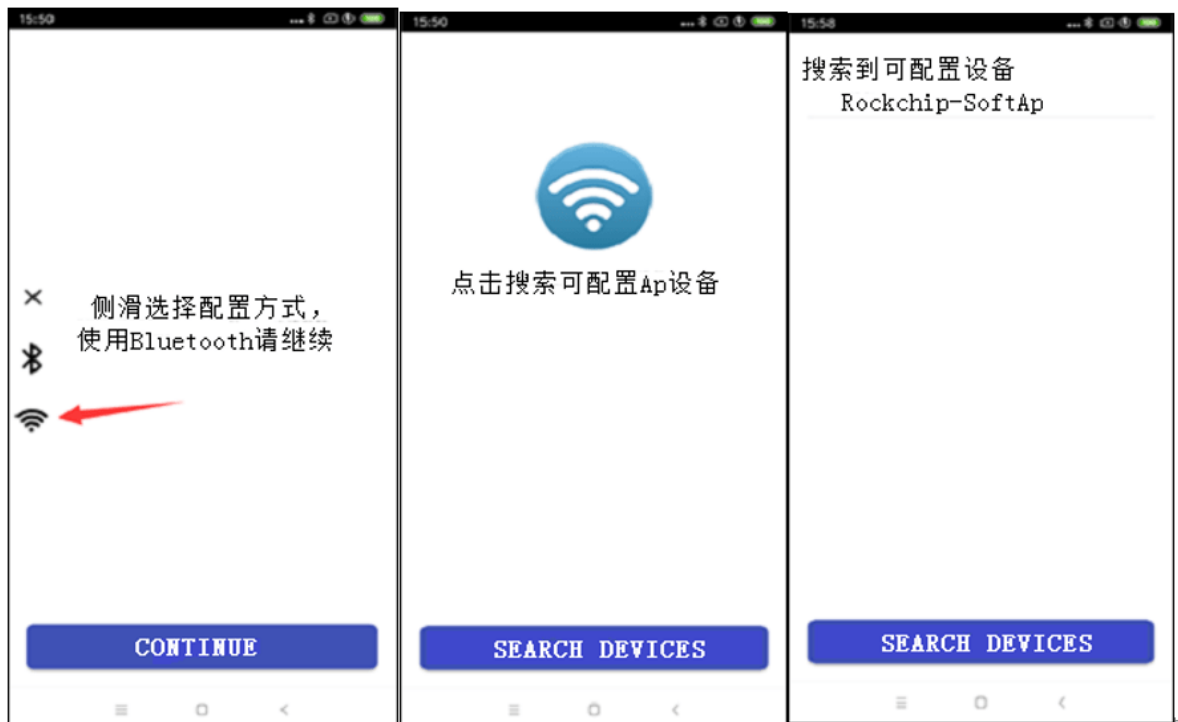 15:50
侧滑选择配置方式，
使用Bluetooth请继续
CONTINUE
15:50
点击搜索可配置Ap设备
SEARCH DEVICES
15:58
搜索到可配置设备
Rockchip-SoftAp
SEARCH DEVICES